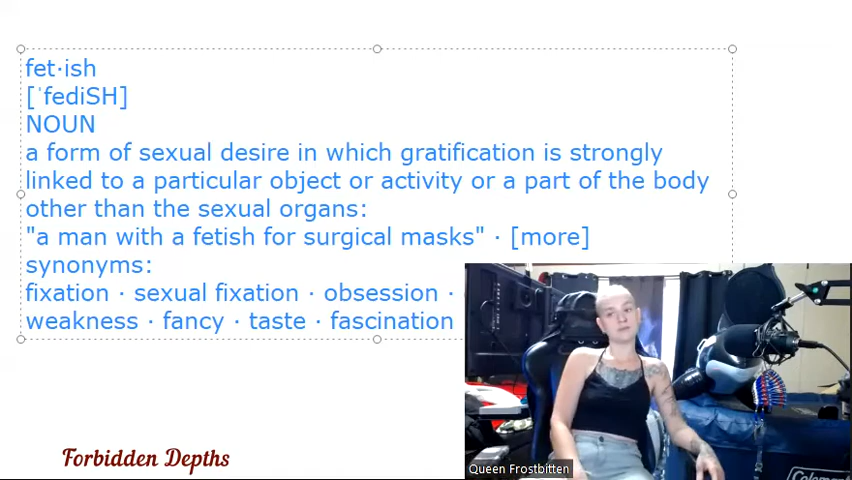 fet·ish
[ˈfediSH]
NOUN
a form of sexual desire in which gratification is strongly
linked to a particular object or activity or a part of the body
other than the sexual organs:
"a man with a fetish for surgical masks" · [more]
synonyms:
fixation · sexual fixation · obsession ·
weakness · fancy · taste · fascination
Forbidden Depths
Queen Frostbitten
Coleman